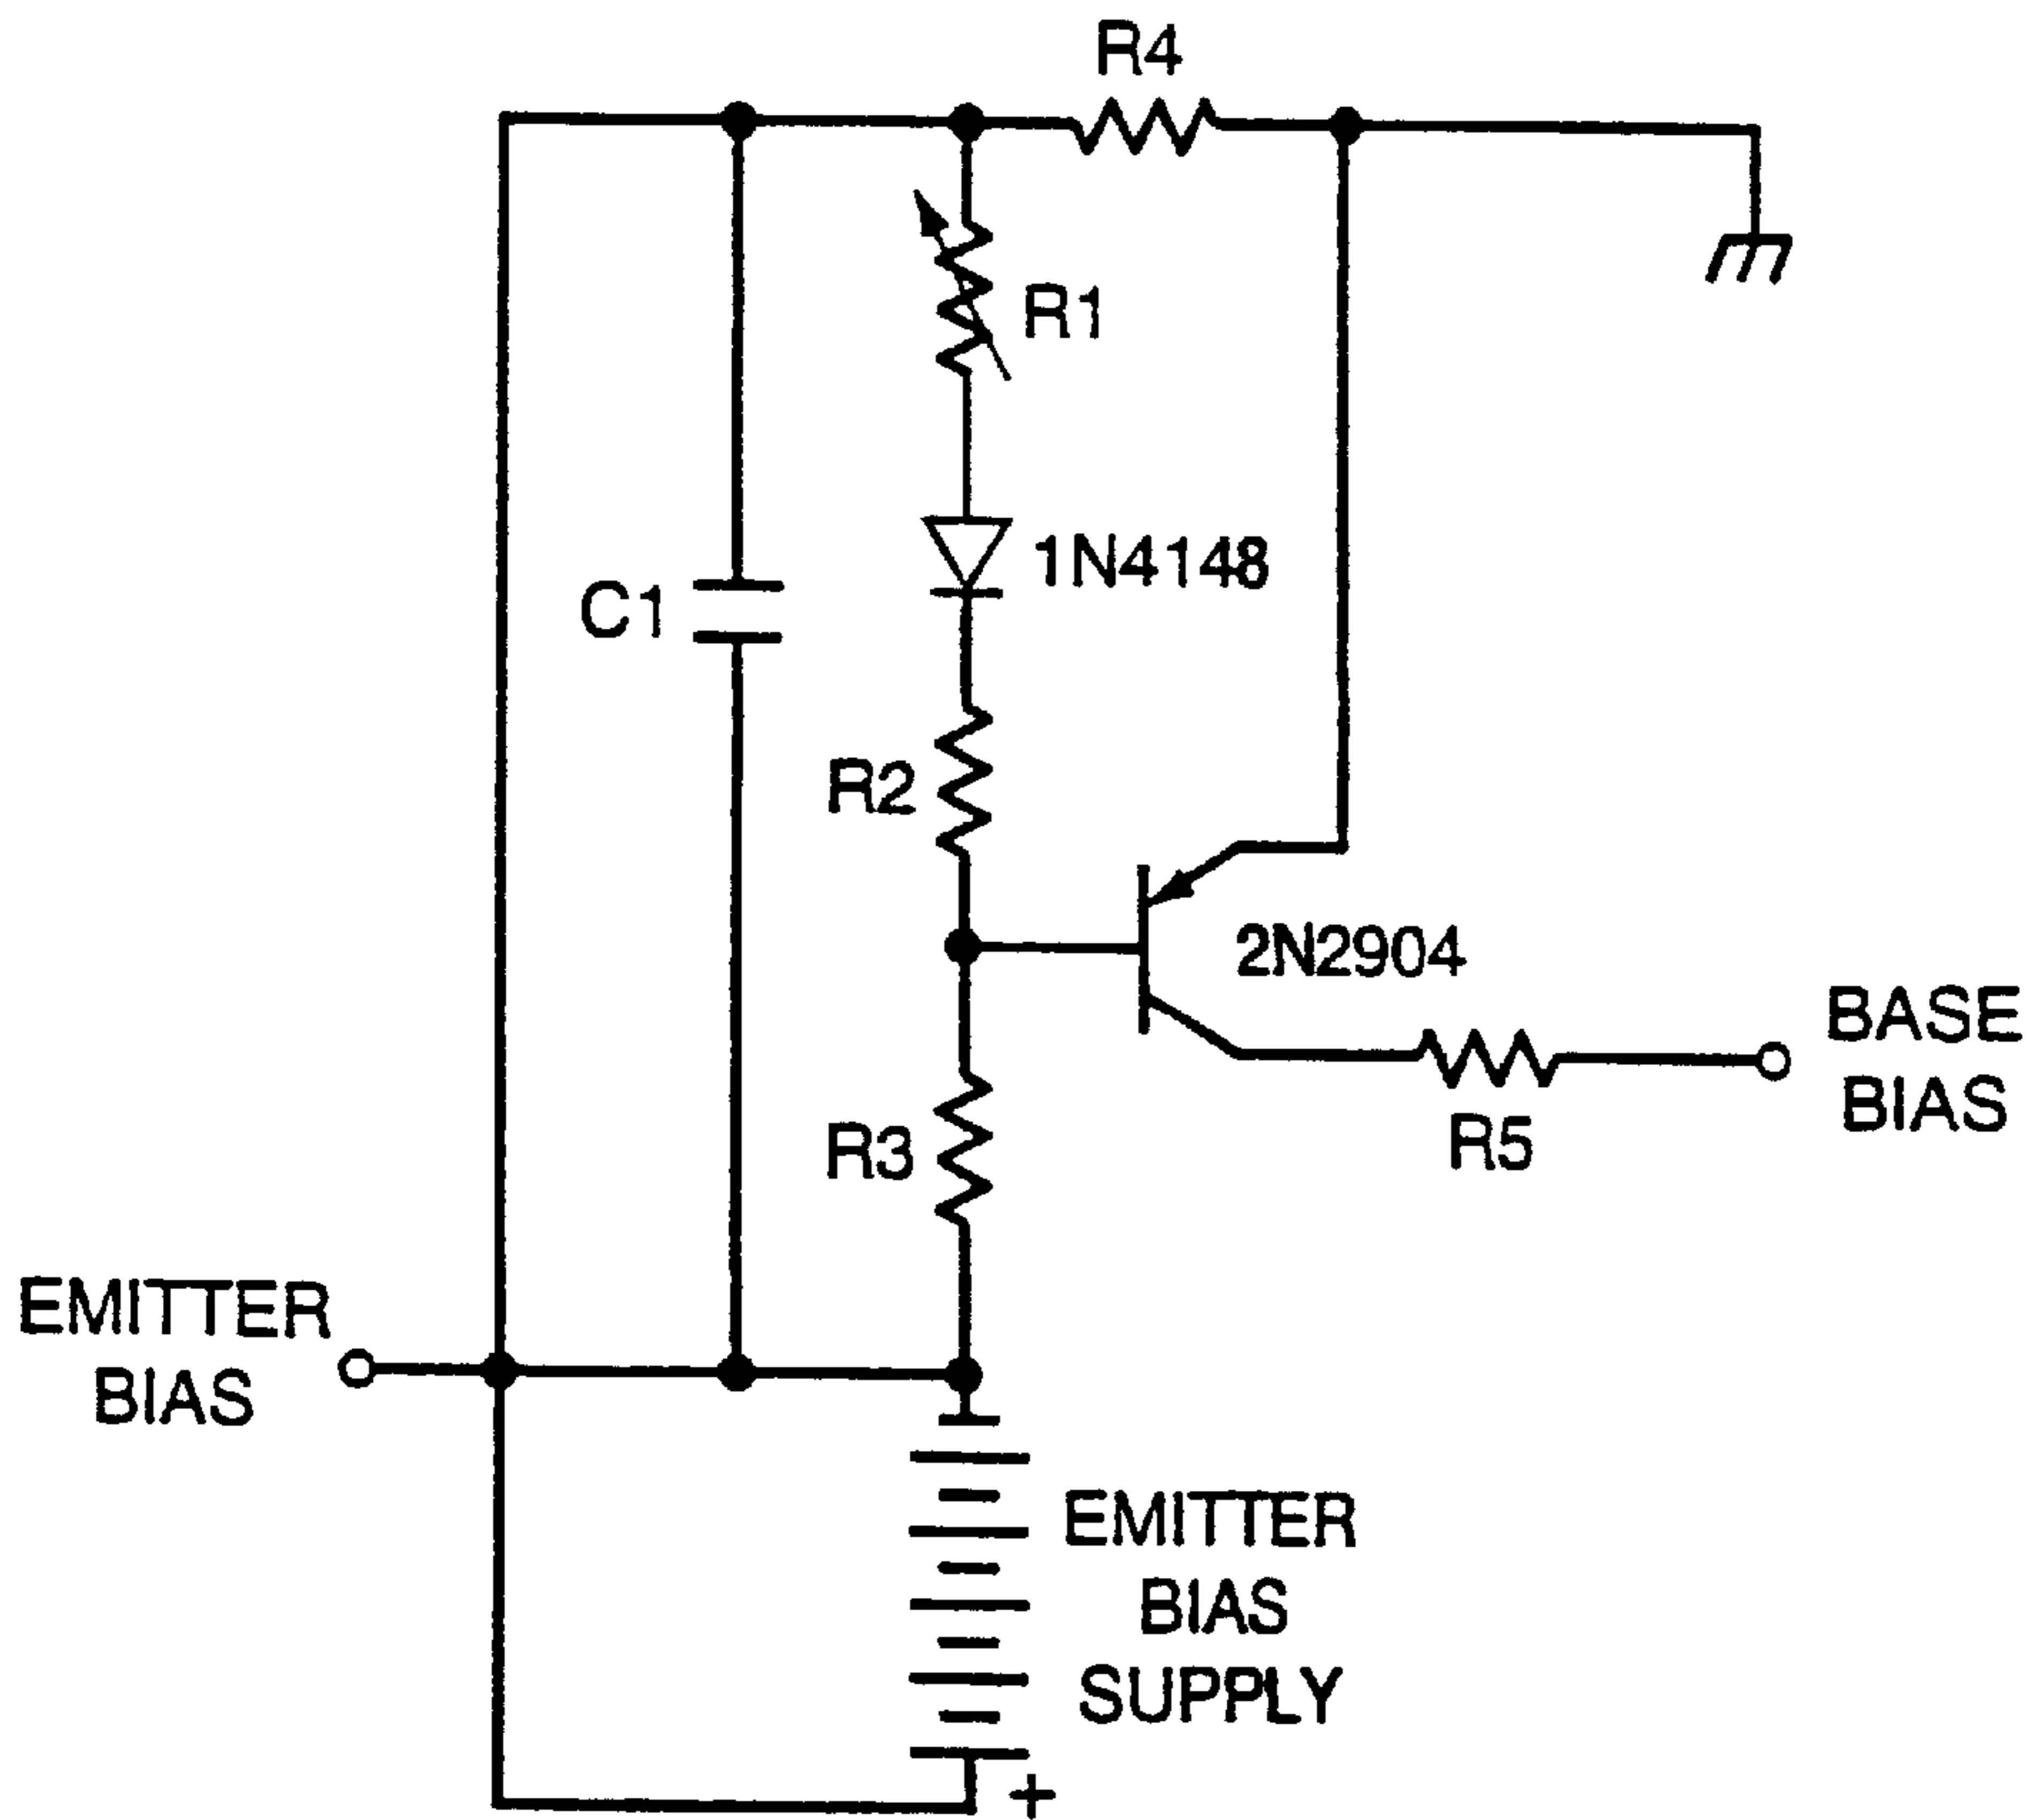 R4
R1
1N4148
C1
R2
2N2904
BASE
BIAS
R5
R3
EMITTER
BIAS
EMITTER
BIAS
SUPPLY
+